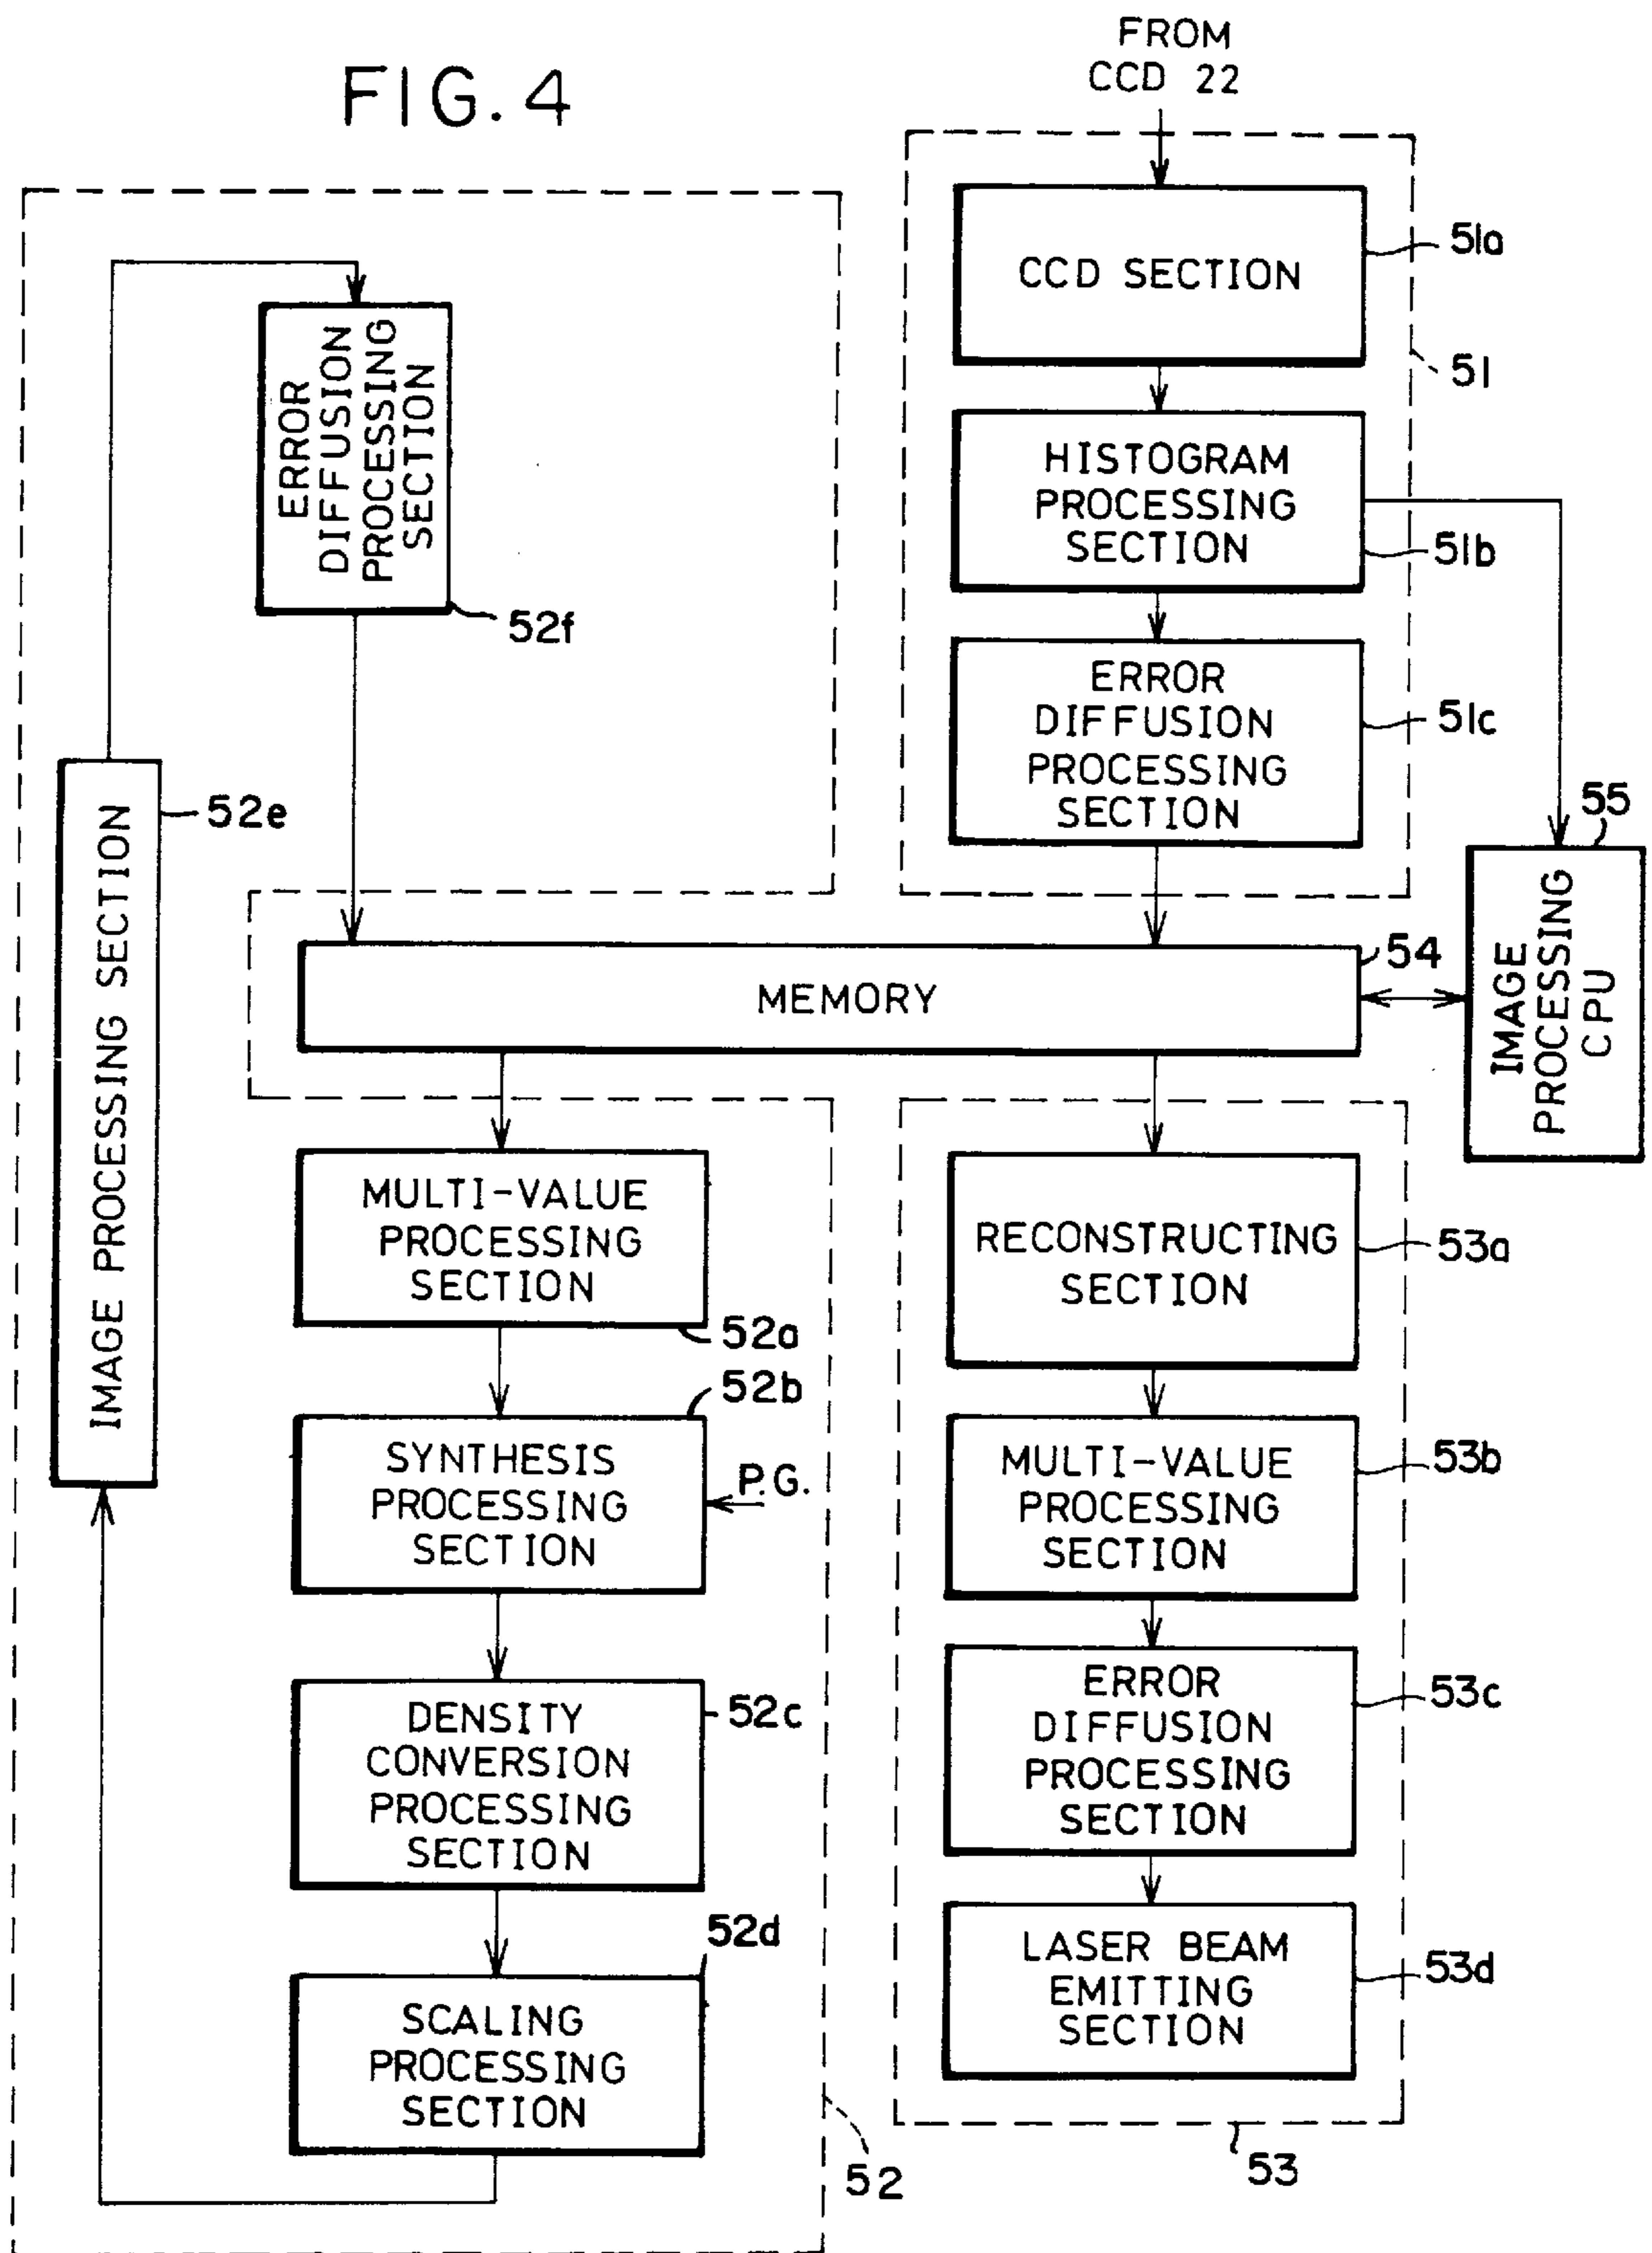 FIG. 4
FROM
CCD 22
CCD SECTION
51a
51
HISTOGRAM
PROCESSING
SECTION
51b
ERROR
DIFFUSION
PROCESSING
SECTION
51c
ERROR
DIFFUSION
PROCESSING
SECTION
52f
IMAGE PROCESSING SECTION
52e
MEMORY
54
55
IMAGE
PROCESSING
CPU
MULTI-VALUE
PROCESSING
SECTION
52a
52b
SYNTHESIS
PROCESSING
SECTION
P.G.
DENSITY
CONVERSION
PROCESSING
SECTION
52c
52d
SCALING
PROCESSING
SECTION
52
RECONSTRUCTING
SECTION
53a
MULTI-VALUE
PROCESSING
SECTION
53b
ERROR
DIFFUSION
PROCESSING
SECTION
53c
LASER BEAM
EMITTING
SECTION
53d
53